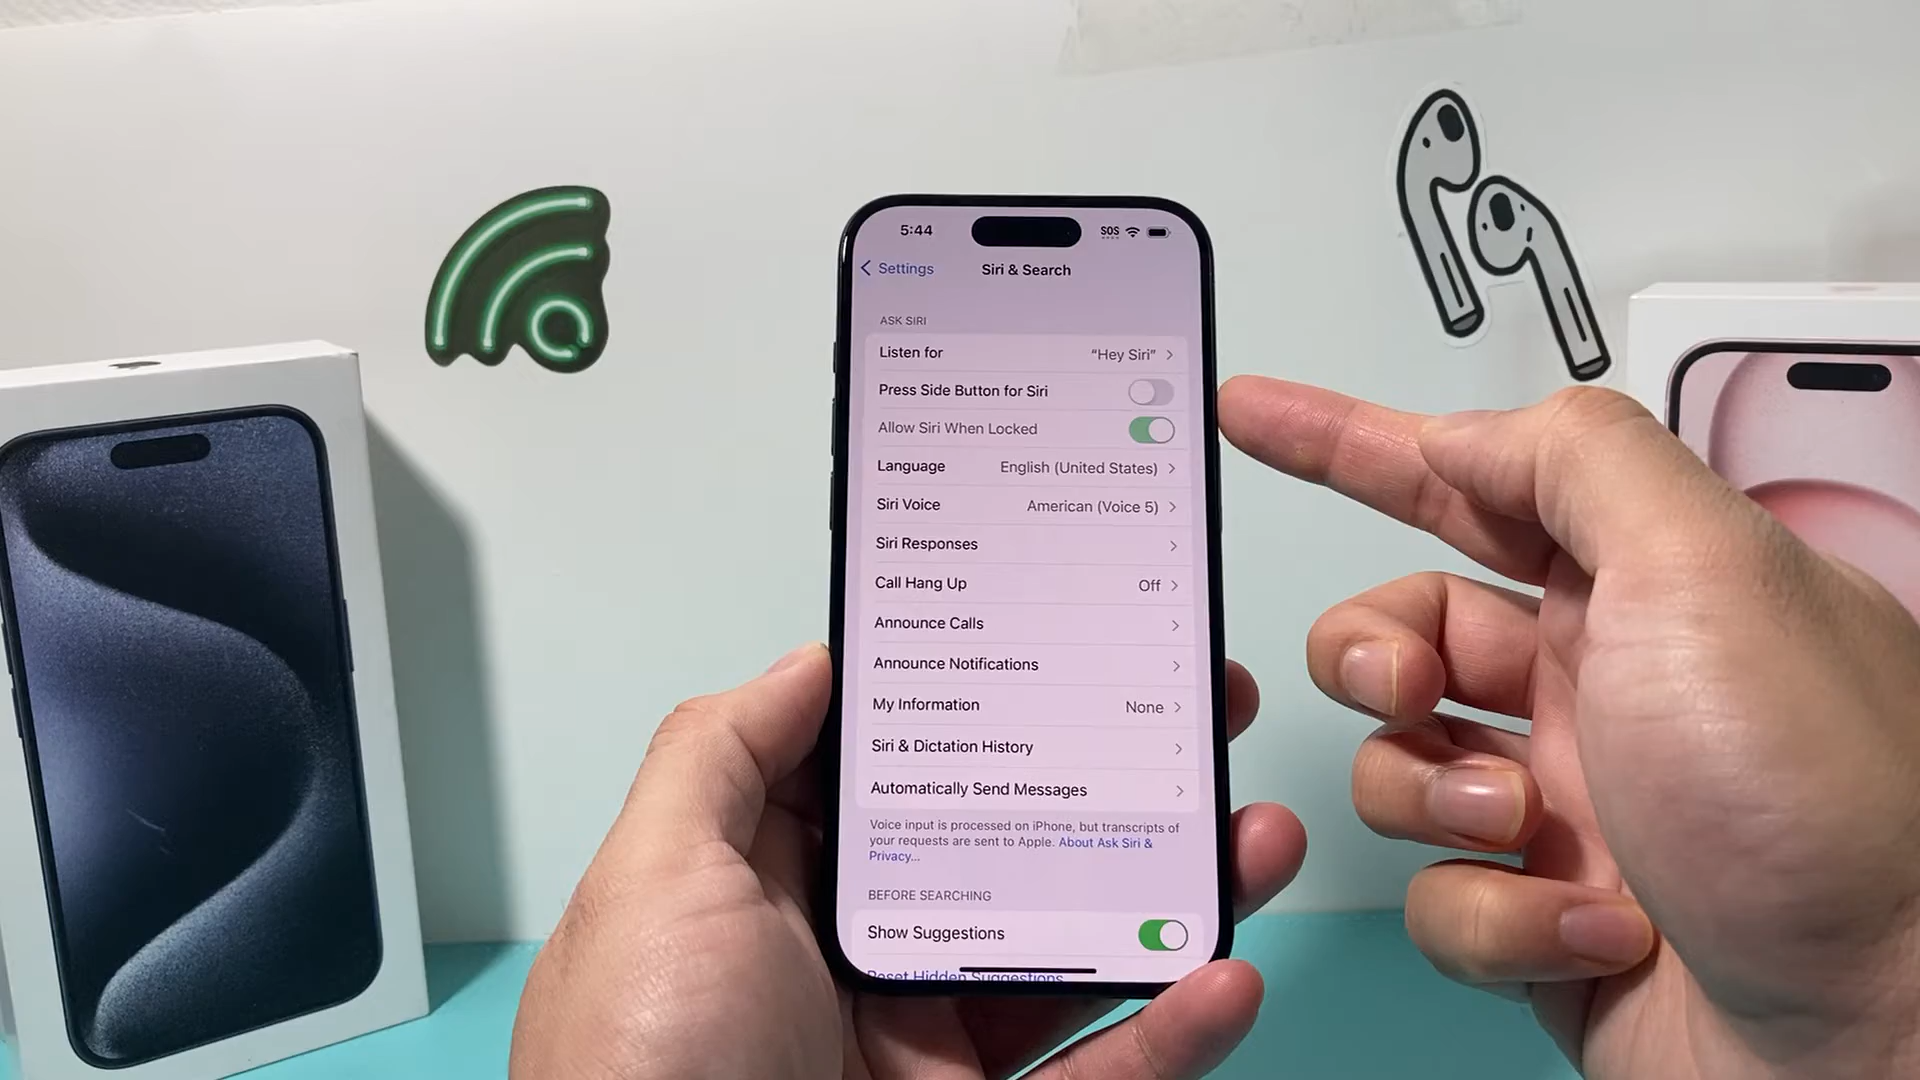 5:44 SOS
Settings Siri & Search
ASK SIRI
Listen for “Hey Siri”
Press Side Button for Siri
Allow Siri When Locked
Language English (United States)
Siri Voice American (Voice 5)
Siri Responses
Call Hang Up Off
Announce Calls
Announce Notifications
My Information None
Siri & Dictation History
Automatically Send Messages
Voice input is processed on iPhone, but transcripts of
your requests are sent to Apple. About Ask Siri &
Privacy...
BEFORE SEARCHING
Show Suggestions
Reset Hidden Suggestions